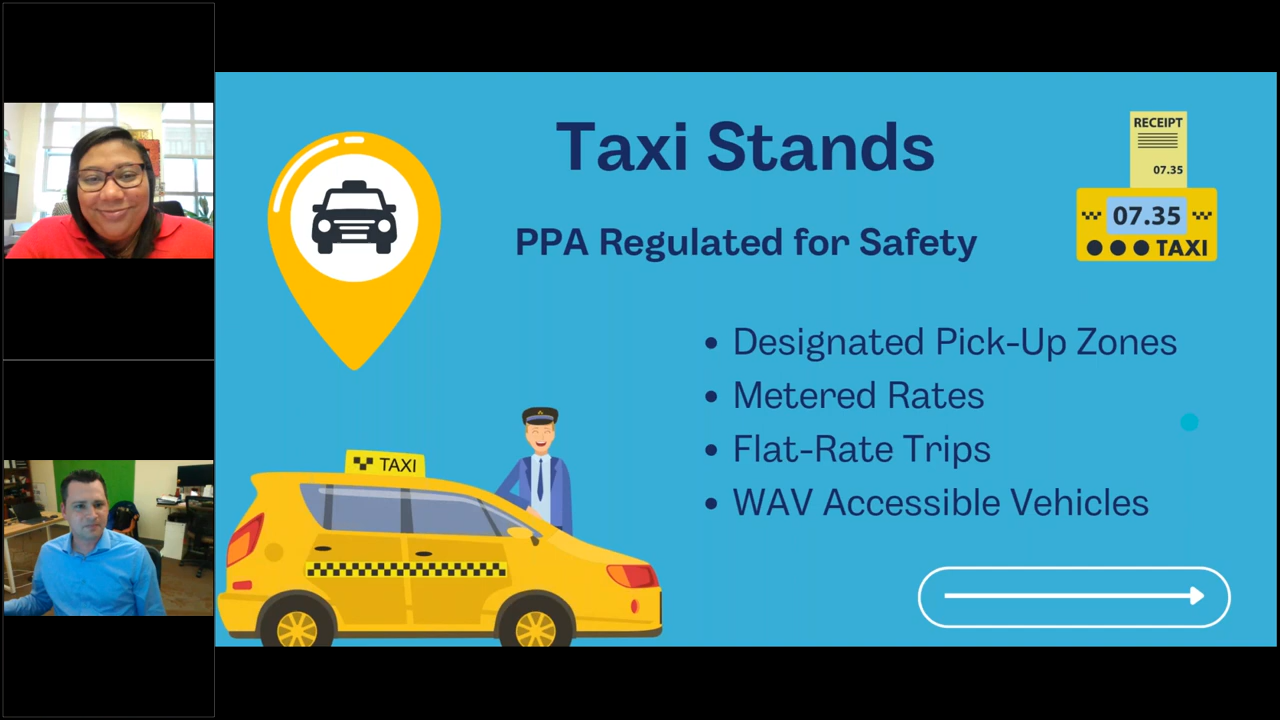 Taxi Stands
PPA Regulated for Safety
RECEIPT
07.35
07.35
TAXI
Designated Pick-Up Zones
Metered Rates
Flat-Rate Trips
WAV Accessible Vehicles
TAXI